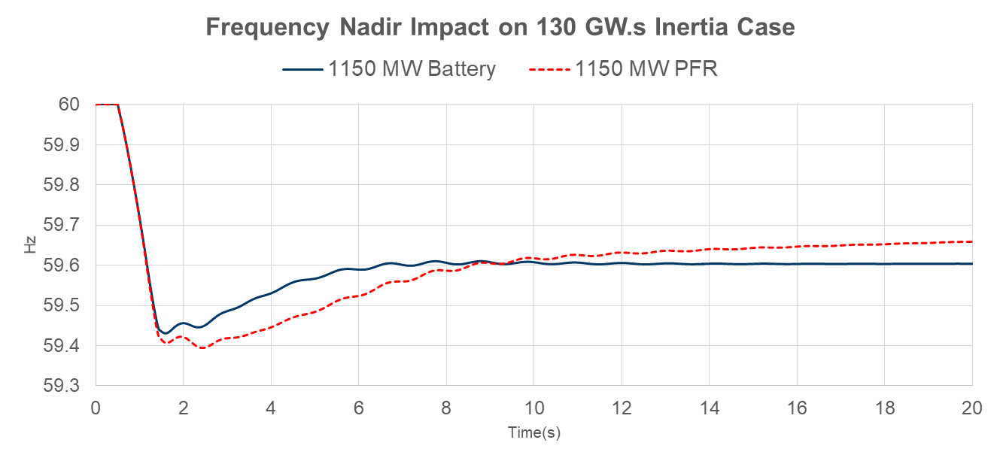 Frequency Nadir Impact on 130 GW.s Inertia Case
1150 MW Battery 1150 MW PFR
60
59.9
59.8
59.7
59.6
59.5
59.4
59.3
Hz
0 2 4 6 8 10 12 14 16 18 20
Time(s)